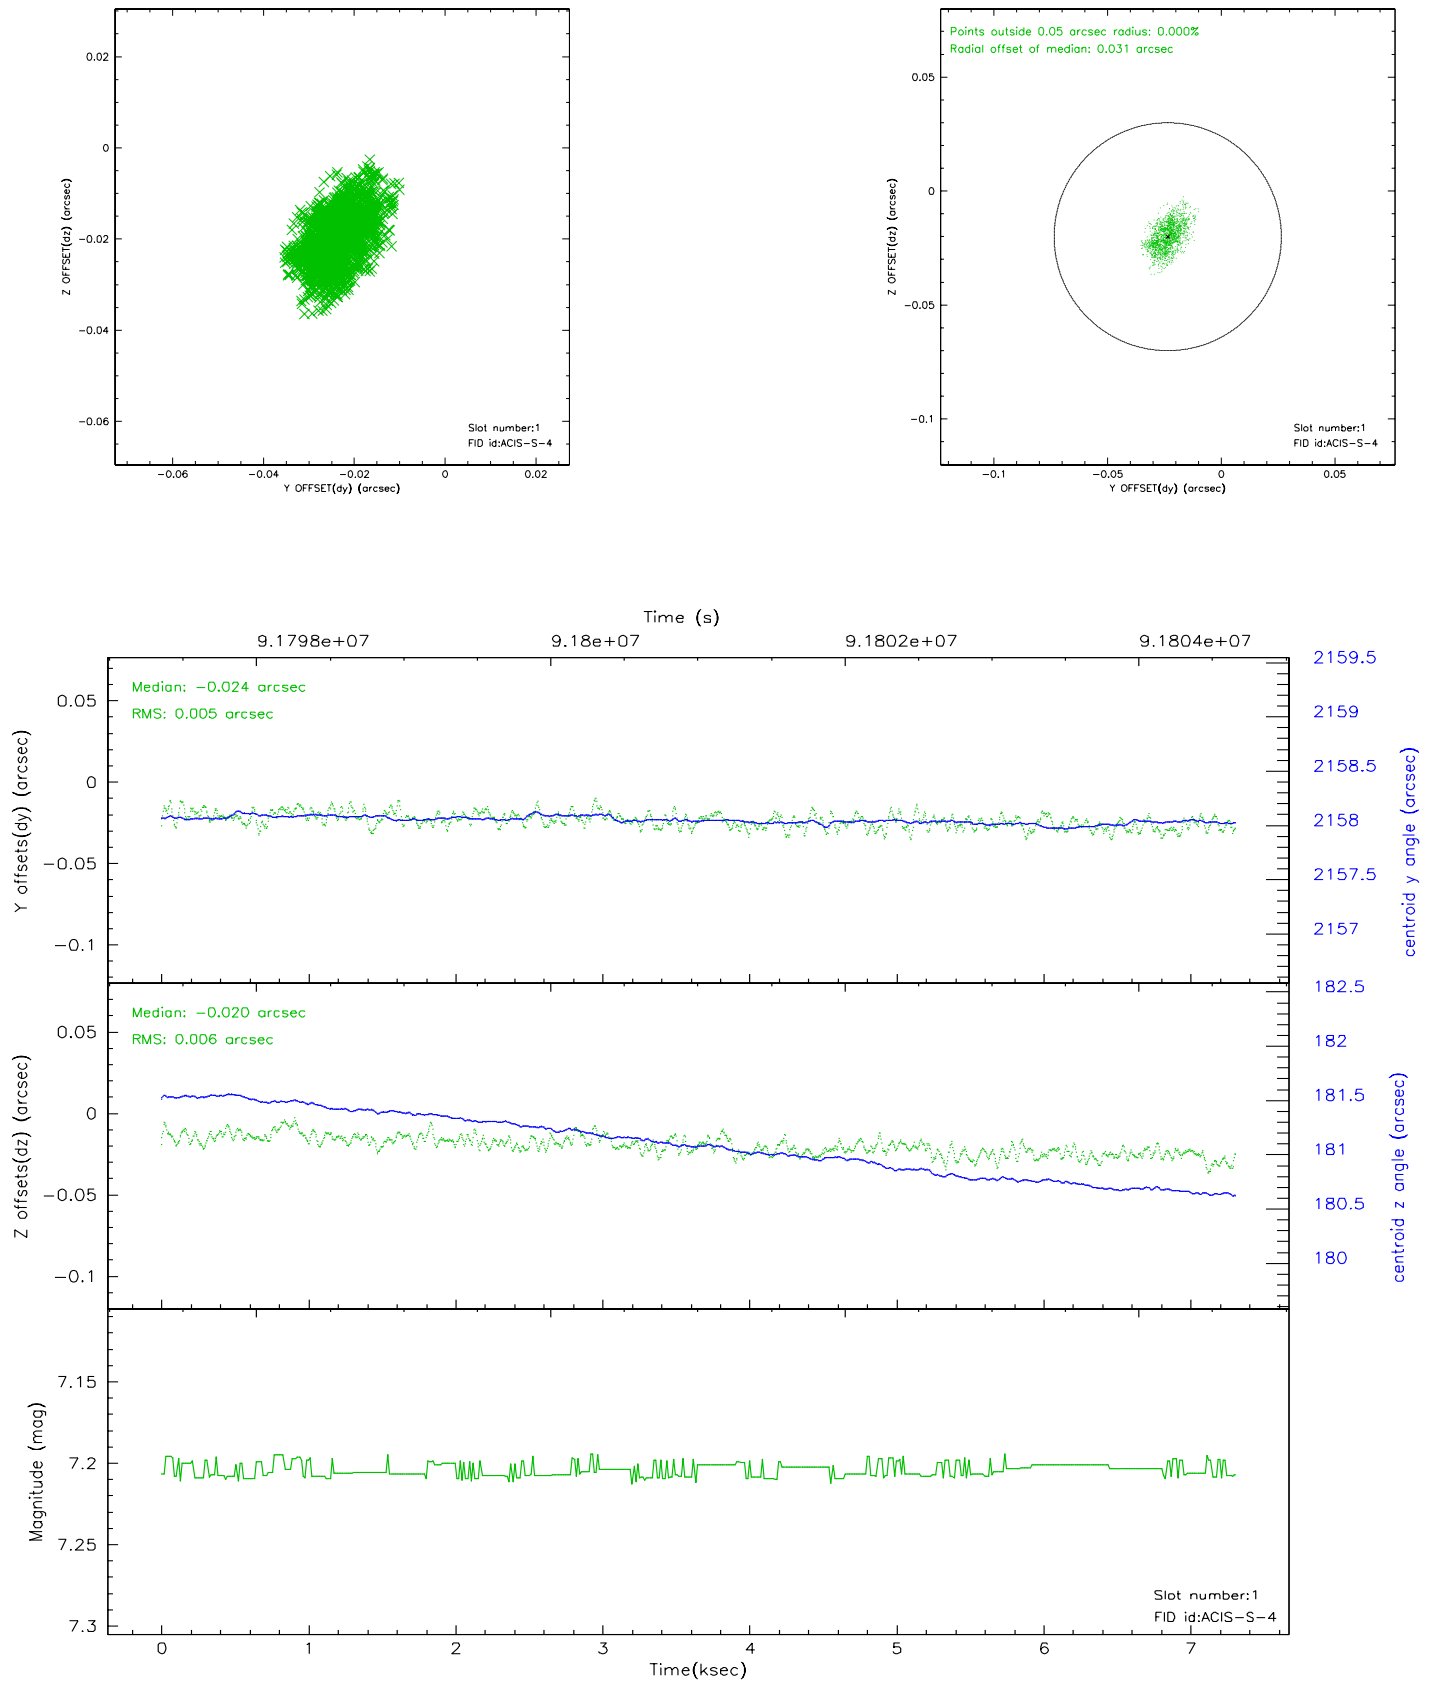 0.02
0
−0.02
−0.04
−0.06
Z OFFSET(dz) (arcsec)
Slot number:1
FID id:ACIS−S−4
−0.06
−0.04
−0.02
0
0.02
Y OFFSET(dy) (arcsec)
Points outside 0.05 arcsec radius: 0.000%
Radial offset of median: 0.031 arcsec
0.05
0
−0.05
−0.1
Z OFFSET(dz) (arcsec)
Slot number:1
FID id:ACIS−S−4
−0.1
−0.05
0
0.05
Y OFFSET(dy) (arcsec)
Time (s)
9.1798e+07
9.18e+07
9.1802e+07
9.1804e+07
Median: −0.024 arcsec
RMS: 0.005 arcsec
0.05
0
−0.05
−0.1
Y offsets(dy) (arcsec)
2159.5
2159
2158.5
2158
2157.5
2157
centroid y angle (arcsec)
Median: −0.020 arcsec
RMS: 0.006 arcsec
0.05
0
−0.05
−0.1
Z offsets(dz) (arcsec)
182.5
182
181.5
181
180.5
180
centroid z angle (arcsec)
7.15
7.2
7.25
7.3
Magnitude (mag)
Slot number:1
FID id:ACIS−S−4
0
1
2
3
4
5
6
7
Time(ksec)